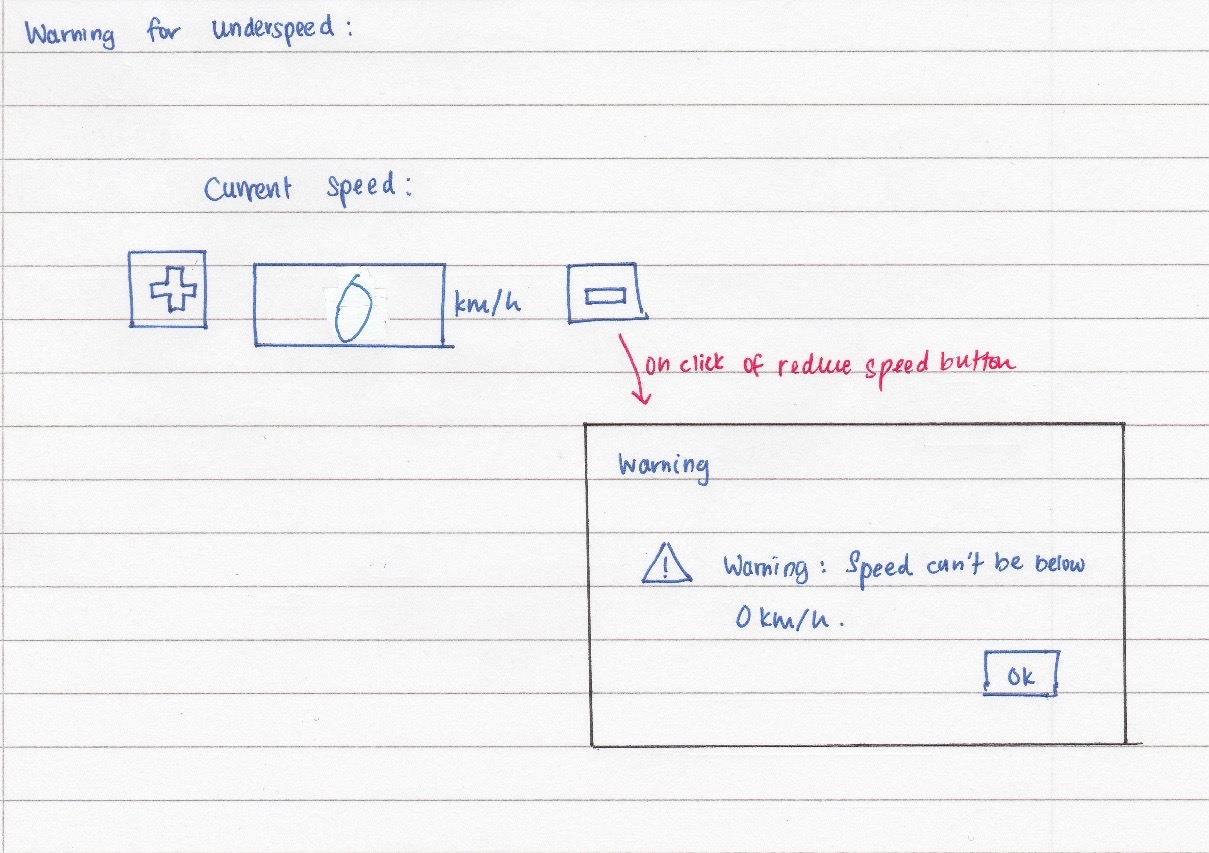 Warning for underspeed:
Current speed:
0 km/h
on click of reduce speed button
Warning
! Warning: Speed can't be below
0 km/h.
Ok